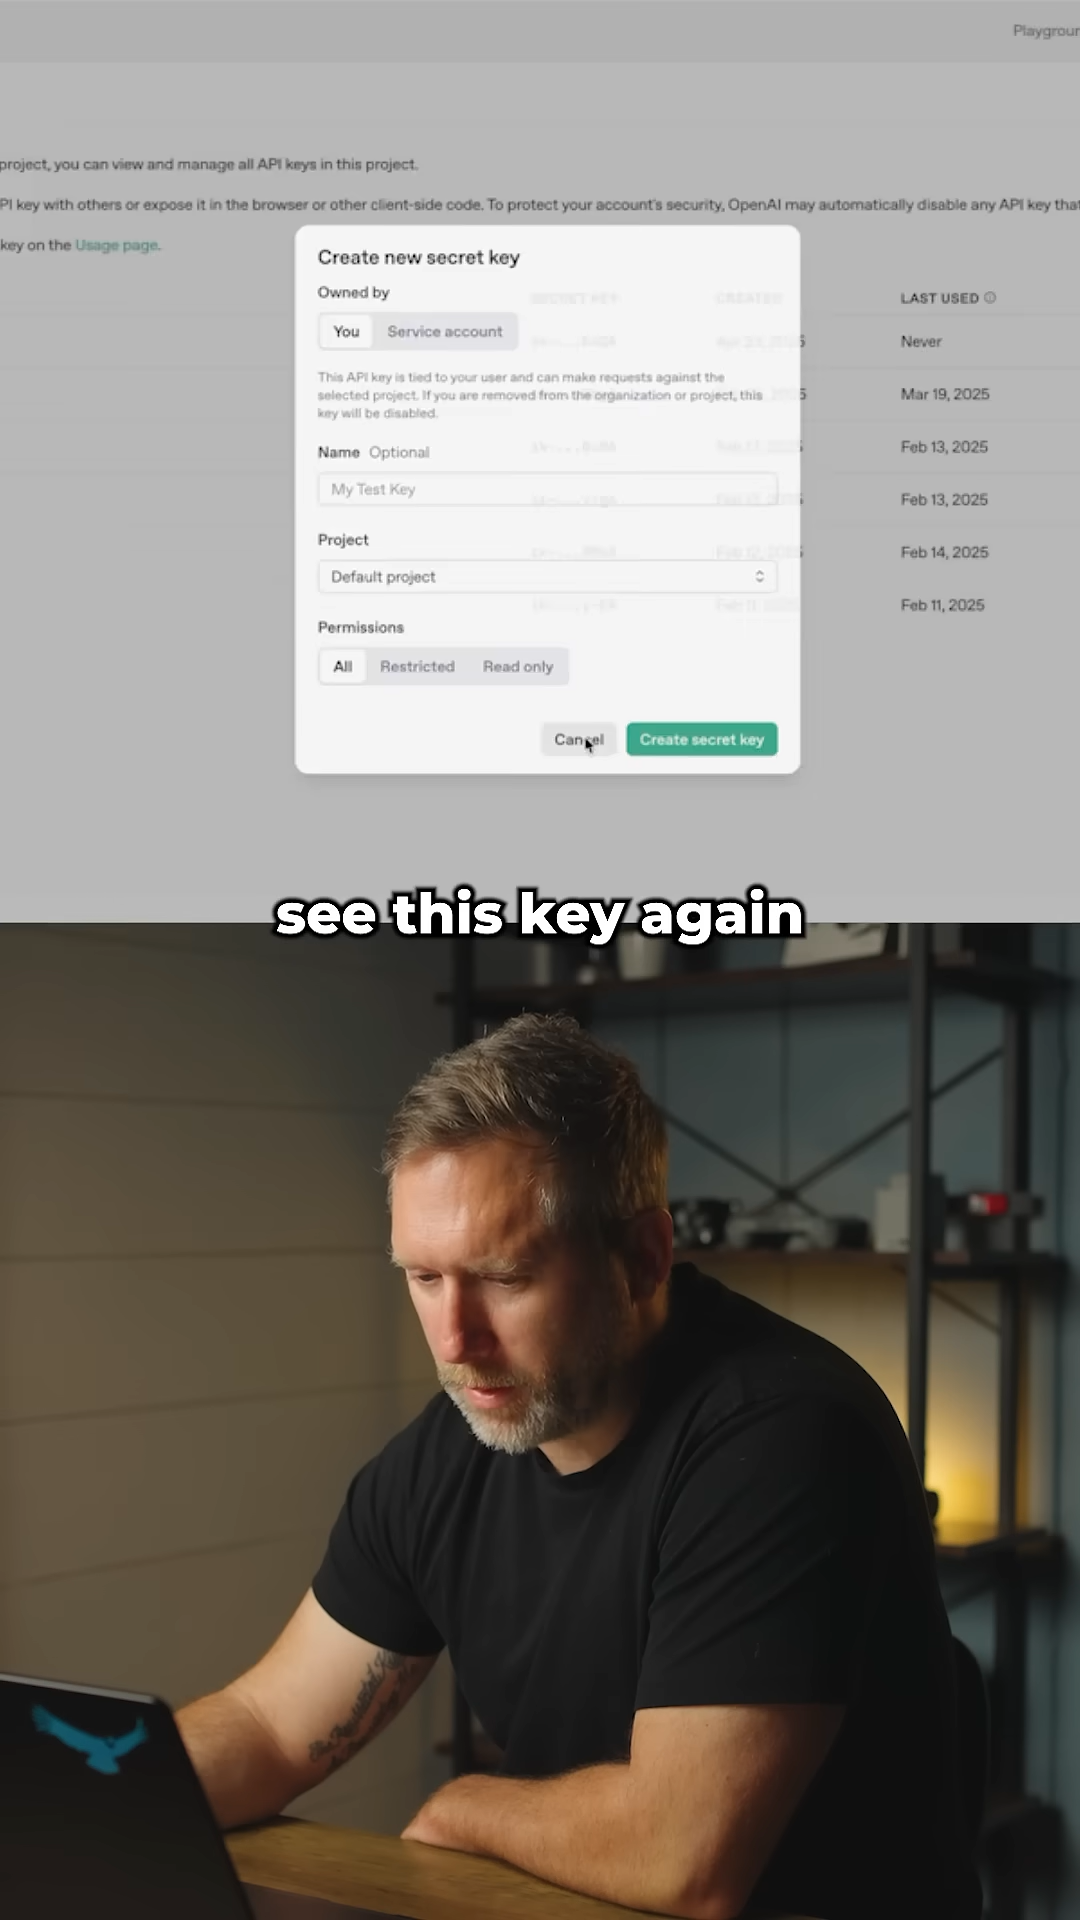 Playgroun
project, you can view and manage all API keys in this project.
PI key with others or expose it in the browser or other client-side code. To protect your account's security, OpenAI may automatically disable any API key that
key on the Usage page.
Create new secret key
Owned by
SECRET KEY CREATED LAST USED
You Service account
Never
This API key is tied to your user and can make requests against the
selected project. If you are removed from the organization or project, this
key will be disabled.
Mar 19, 2025
Name Optional
Feb 13, 2025
My Test Key
Feb 13, 2025
Project
Default project
Feb 14, 2025
Feb 11, 2025
Permissions
All Restricted Read only
Cancel Create secret key
see this key again